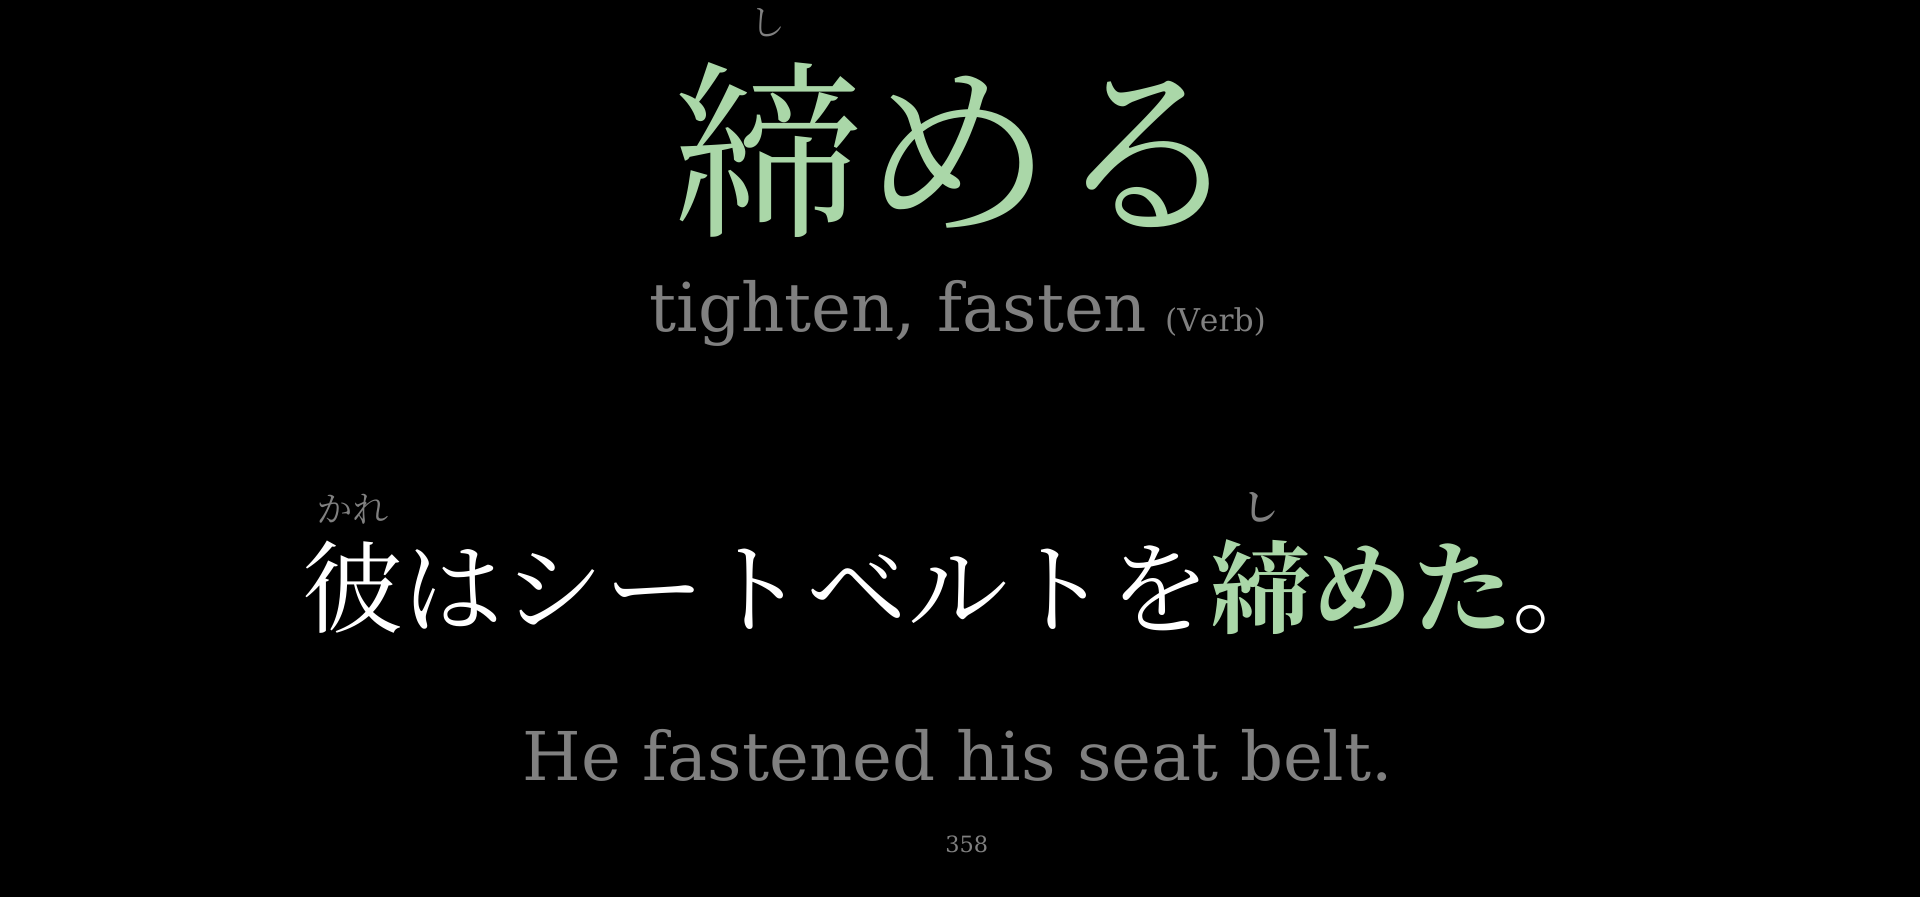 し
締める
tighten, fasten (Verb)
かれ し
彼はシートベルトを締めた。
He fastened his seat belt.
358